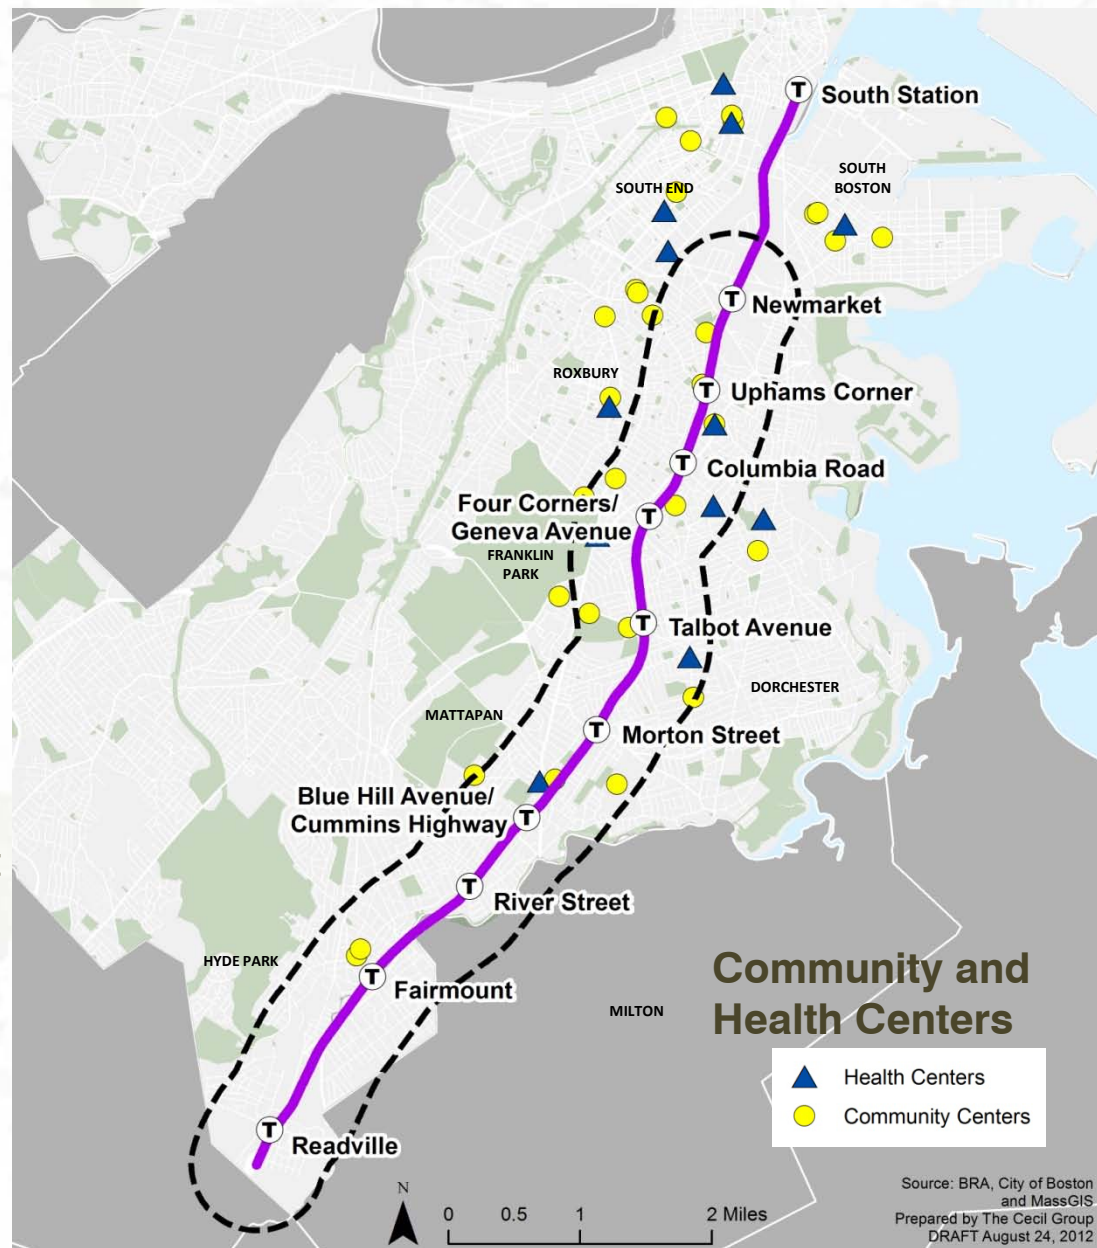 T
South Station
SOUTH
BOSTON
SOUTH END
T
Newmarket
ROXBURY
T
Uphams Corner
T
Columbia Road
Four Corners/
Geneva Avenue
T
FRANKLIN
PARK
T
Talbot Avenue
DORCHESTER
MATTAPAN
T
Morton Street
Blue Hill Avenue/
Cummins Highway
T
T
River Street
HYDE PARK
T
Fairmount
MILTON
Community and
Health Centers
Health Centers
Community Centers
T
Readville
N
0 0.5 1 2 Miles
Source: BRA, City of Boston
and MassGIS
Prepared by The Cecil Group
DRAFT August 24, 2012